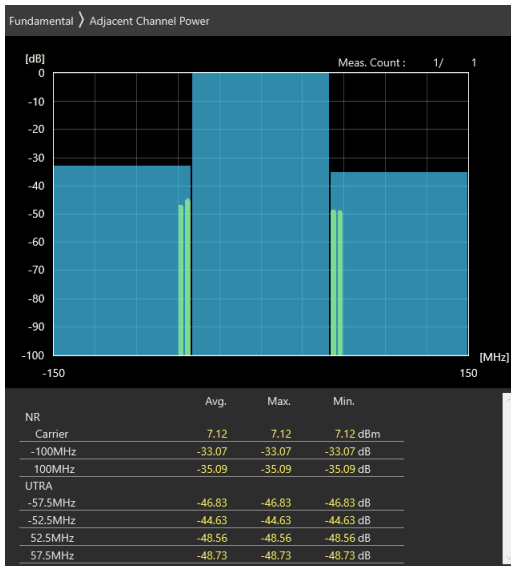 Fundamental 〉 Adjacent Channel Power
[dB]
Meas. Count : 1/ 1
0
-10
-20
-30
-40
-50
-60
-70
-80
-90
-100
[MHz]
-150 150
Avg. Max. Min.
NR
Carrier 7.12 7.12 7.12 dBm
-100MHz -33.07 -33.07 -33.07 dB
100MHz -35.09 -35.09 -35.09 dB
UTRA
-57.5MHz -46.83 -46.83 -46.83 dB
-52.5MHz -44.63 -44.63 -44.63 dB
52.5MHz -48.56 -48.56 -48.56 dB
57.5MHz -48.73 -48.73 -48.73 dB